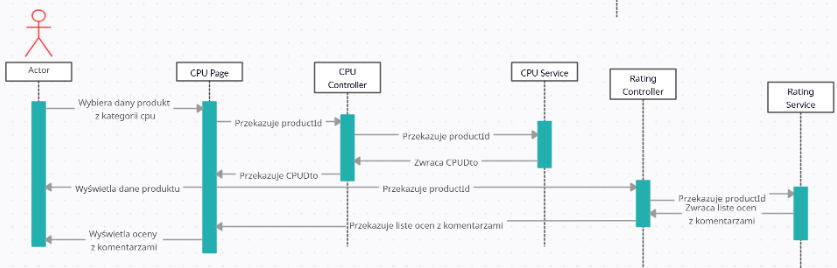 Actor
CPU Page
CPU
Controller
CPU Service
Rating
Controller
Rating
Service
Wybiera dany produkt
z kategorii cpu
Przekazuje productId
Przekazuje productId
Zwraca CPUDto
Przekazuje CPUDto
Wyświetla dane produktu
Przekazuje productId
Przekazuje productId
Zwraca liste ocen
z komentarzami
Przekazuje liste ocen z komentarzami
Wyświetla oceny
z komentarzami